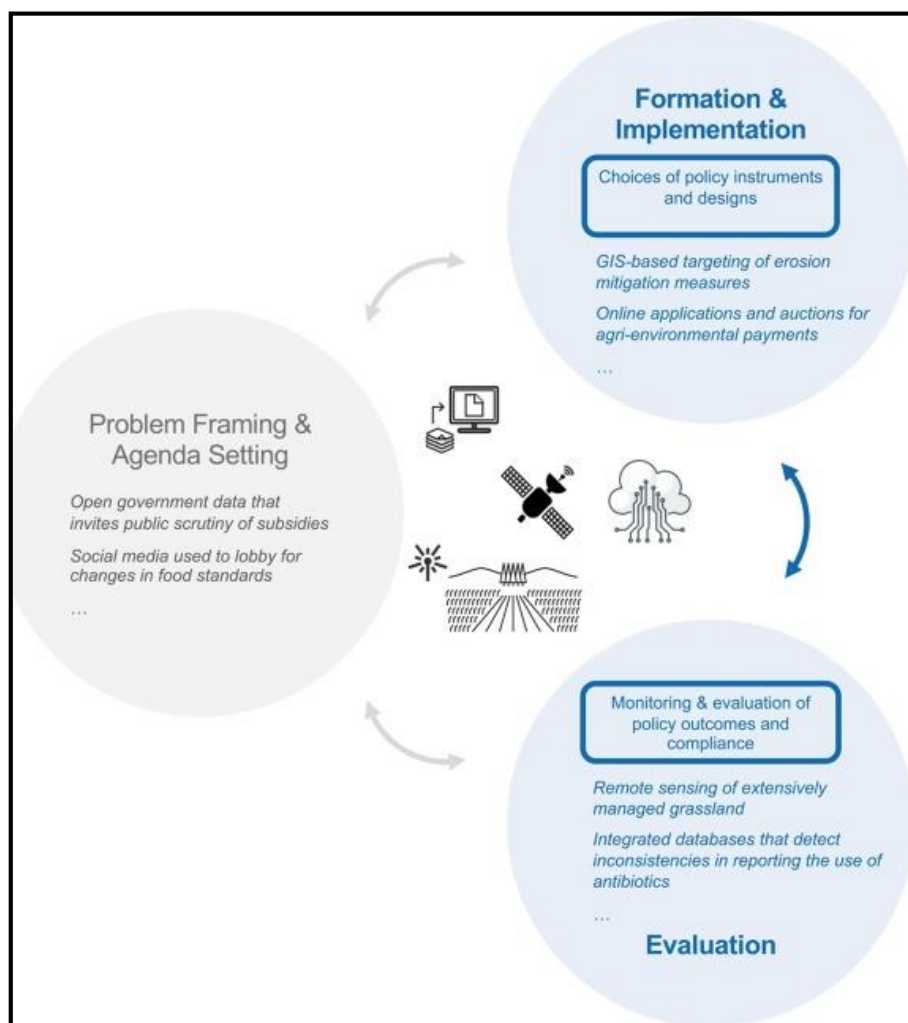 Formation &
Implementation
Choices of policy instruments
and designs
GIS-based targeting of erosion
mitigation measures
Online applications and auctions for
agri-environmental payments
...
Problem Framing &
Agenda Setting
Open government data that
invites public scrutiny of subsidies
Social media used to lobby for
changes in food standards
...
Monitoring & evaluation of
policy outcomes and
compliance
Remote sensing of extensively
managed grassland
Integrated databases that detect
inconsistencies in reporting the use of
antibiotics
...
Evaluation